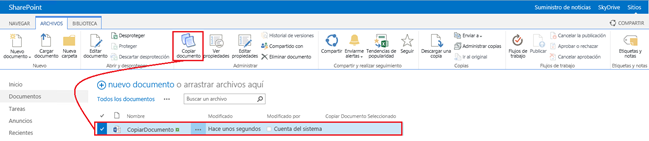 SharePoint
Suministro de noticias SkyDrive Sitios
NAVEGAR ARCHIVOS BIBLIOTECA
COMPARTIR
Nuevo documento
Cargar documento
Nueva carpeta
Editar documento
Desproteger
Proteger
Descartar desprotección
Copiar documento
Ver propiedades
Editar propiedades
Historial de versiones
Compartido con
Eliminar documento
Compartir
Enviarme alertas
Tendencias de popularidad
Seguir
Descargar una copia
Enviar a
Administrar copias
Ir al original
Flujos de trabajo
Publicar
Cancelar la publicación
Aprobar o rechazar
Cancelar aprobación
Etiquetas y notas
Nuevo
Abrir y desproteger
Administrar
Compartir y realizar seguimiento
Copias
Flujos de trabajo
Etiquetas y notas
Inicio
Documentos
Tareas
Anuncios
Recientes
nuevo documento o arrastrar archivos aquí
Todos los documentos ... Buscar un archivo
Nombre Modificado Modificado por Copiar Documento Seleccionado
CopiarDocumento ... Hace unos segundos Cuenta del sistema